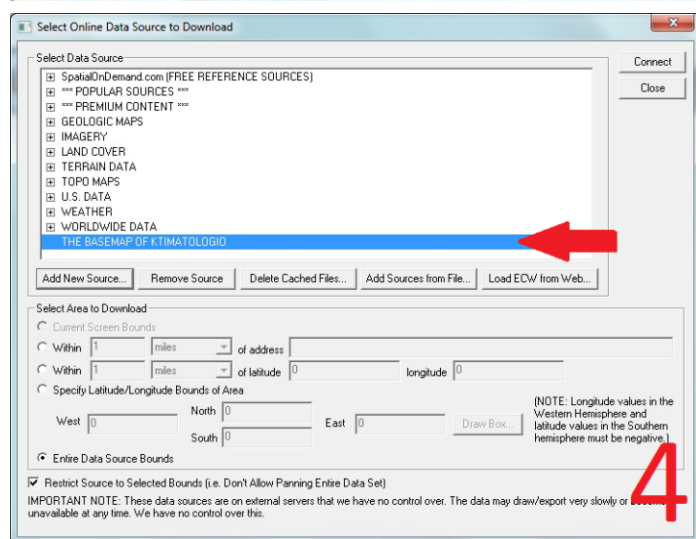 Select Online Data Source to Download
Select Data Source
SpatialOnDemand.com (FREE REFERENCE SOURCES)
*** POPULAR SOURCES ***
*** PREMIUM CONTENT ***
GEOLOGIC MAPS
IMAGERY
LAND COVER
TERRAIN DATA
TOPO MAPS
U.S. DATA
WEATHER
WORLDWIDE DATA
THE BASEMAP OF KTIMATOLOGIO
Connect
Close
Add New Source... Remove Source Delete Cached Files... Add Sources from File... Load ECW from Web...
Select Area to Download
Current Screen Bounds
Within 1 miles of address
Within 1 miles of latitude 0 longitude 0
Specify Latitude/Longitude Bounds of Area
West 0 North 0 South 0 East 0 Draw Box...
(NOTE: Longitude values in the
Western Hemisphere and
latitude values in the Southern
hemisphere must be negative.)
Entire Data Source Bounds
Restrict Source to Selected Bounds (i.e. Don't Allow Panning Entire Data Set)
IMPORTANT NOTE: These data sources are on external servers that we have no control over. The data may draw/export very slowly or
unavailable at any time. We have no control over this.
4